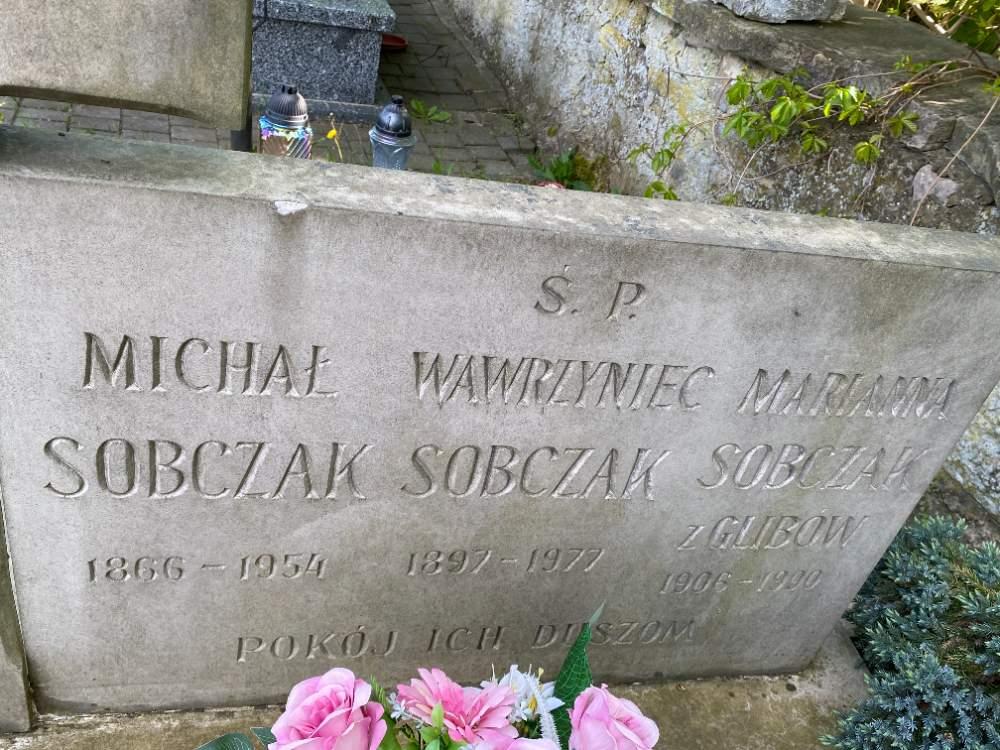 Ś. P.
MICHAŁ WAWRZYNIEC MARIANNA
SOBCZAK SOBCZAK SOBCZAK
z GLIBÓW
1866 - 1954 1897 - 1977 1906 - 1990
POKÓJ ICH DUSZOM